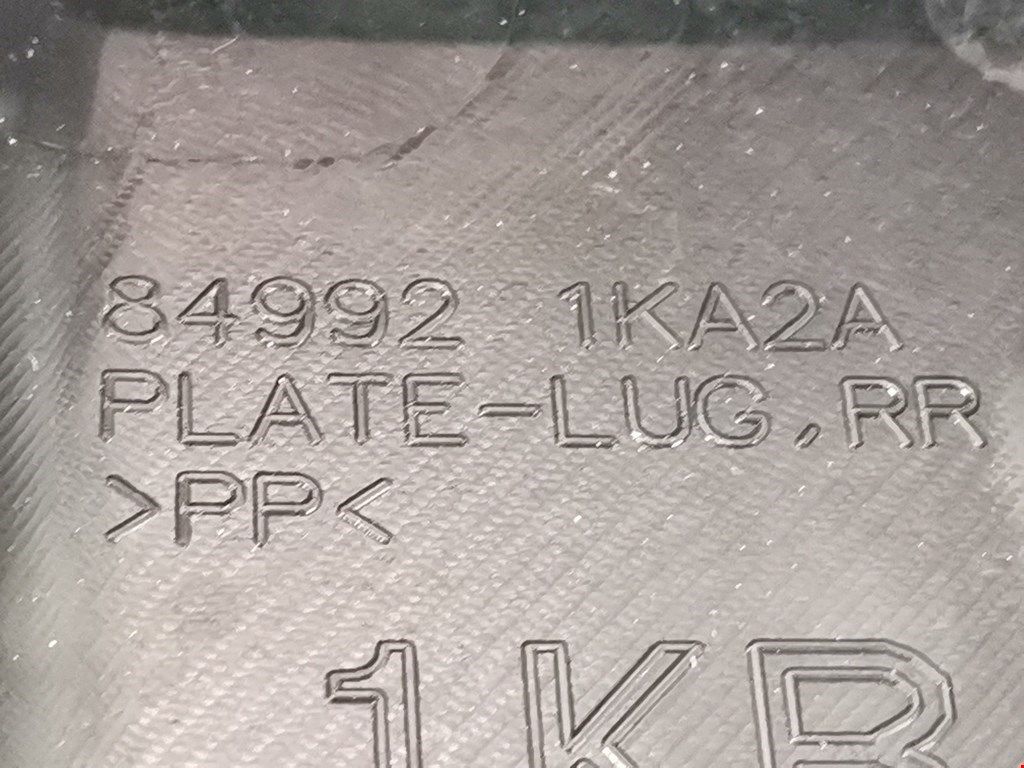 84992 1KA2A
PLATE-LUG,RR
>PP<
1KB